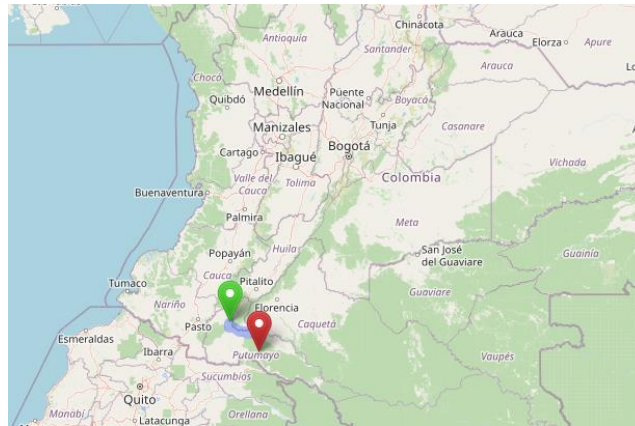 Chinácota
Arauca
Elorza
Apure
Antioquia
Santander
Arauca
Chocó
Medellín
Quibdó
Puente
Nacional
Boyacá
Manizales
Tunja
Casanare
Cartago
Ibagué
Bogotá
Vichada
Valle del
Cauca
Tolima
Colombia
Buenaventura
Palmira
Meta
Popayán
Huila
San José
del Guaviare
Guainía
Cauca
Pitalito
Tumaco
Nariño
Florencia
Guaviare
Pasto
Caquetá
Esmeraldas
Ibarra
Putumayo
Vaupés
Sucumbíos
Quito
Orellana
Manabí
Latacunga